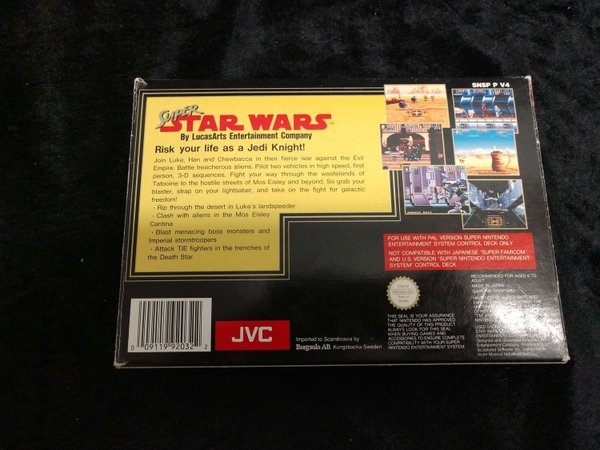 SNSP P V4
Super
STAR WARS
By LucasArts Entertainment Company
Risk your life as a Jedi Knight!
Join Luke, Han and Chewbacca in their fierce war against the Evil
Empire. Battle treacherous aliens. Pilot two vehicles in high speed, first
person, 3-D sequences. Fight your way through the wastelands of
Tatooine to the hostile streets of Mos Eisley and beyond. So grab your
blaster, strap on your lightsaber, and take on the fight for galactic
freedom!
- Rip through the desert in Luke's landspeeder
- Clash with aliens in the Mos Eisley
Cantina
- Blast menacing boss monsters and
Imperial stormtroopers
- Attack TIE fighters in the trenches of
the Death Star
FOR USE WITH PAL VERSION SUPER NINTENDO
ENTERTAINMENT SYSTEM CONTROL DECK ONLY
NOT COMPATIBLE WITH JAPANESE "SUPER FAMICOM"
AND U.S. VERSION "SUPER NINTENDO ENTERTAINMENT
SYSTEM" CONTROL DECK.
RECOMMENDED FOR AGES 6 TO
ADULT
MADE IN JAPAN
THIS SEAL IS YOUR ASSURANCE
THAT NINTENDO HAS APPROVED
THE QUALITY OF THIS PRODUCT.
ALWAYS LOOK FOR THIS SEAL
WHEN BUYING GAMES AND
ACCESSORIES TO ENSURE COMPLETE
COMPATIBILITY WITH YOUR SUPER
NINTENDO ENTERTAINMENT SYSTEM.
0 09119 92032 2
JVC
Imported to Scandinavia by
Bergsala AB. Kungsbacka Sweden